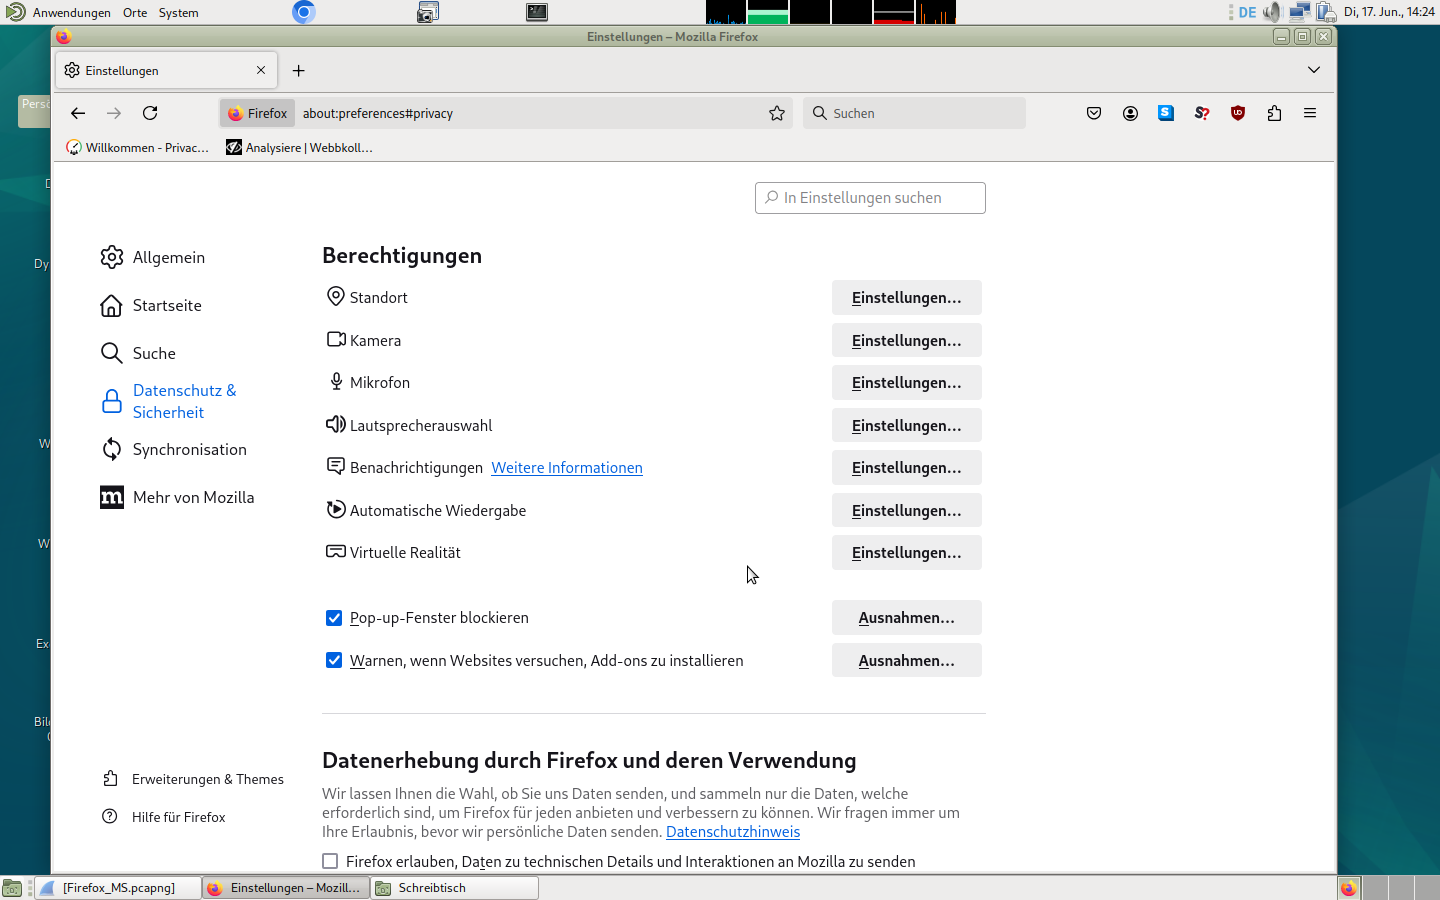 Anwendungen Orte System
DE Di, 17. Jun., 14:24
Einstellungen – Mozilla Firefox
Einstellungen
Firefox about:preferences#privacy
Suchen
Willkommen - Privac…
Analysiere | Webbkoll…
In Einstellungen suchen
Allgemein
Startseite
Suche
Datenschutz &
Sicherheit
Synchronisation
Mehr von Mozilla
Erweiterungen & Themes
Hilfe für Firefox
Berechtigungen
Standort Einstellungen…
Kamera Einstellungen…
Mikrofon Einstellungen…
Lautsprecherauswahl Einstellungen…
Benachrichtigungen Weitere Informationen Einstellungen…
Automatische Wiedergabe Einstellungen…
Virtuelle Realität Einstellungen…
Pop-up-Fenster blockieren Ausnahmen…
Warnen, wenn Websites versuchen, Add-ons zu installieren Ausnahmen…
Datenerhebung durch Firefox und deren Verwendung
Wir lassen Ihnen die Wahl, ob Sie uns Daten senden, und sammeln nur die Daten, welche
erforderlich sind, um Firefox für jeden anbieten und verbessern zu können. Wir fragen immer um
Ihre Erlaubnis, bevor wir persönliche Daten senden. Datenschutzhinweis
Firefox erlauben, Daten zu technischen Details und Interaktionen an Mozilla zu senden
[Firefox_MS.pcapng]
Einstellungen – Mozill…
Schreibtisch